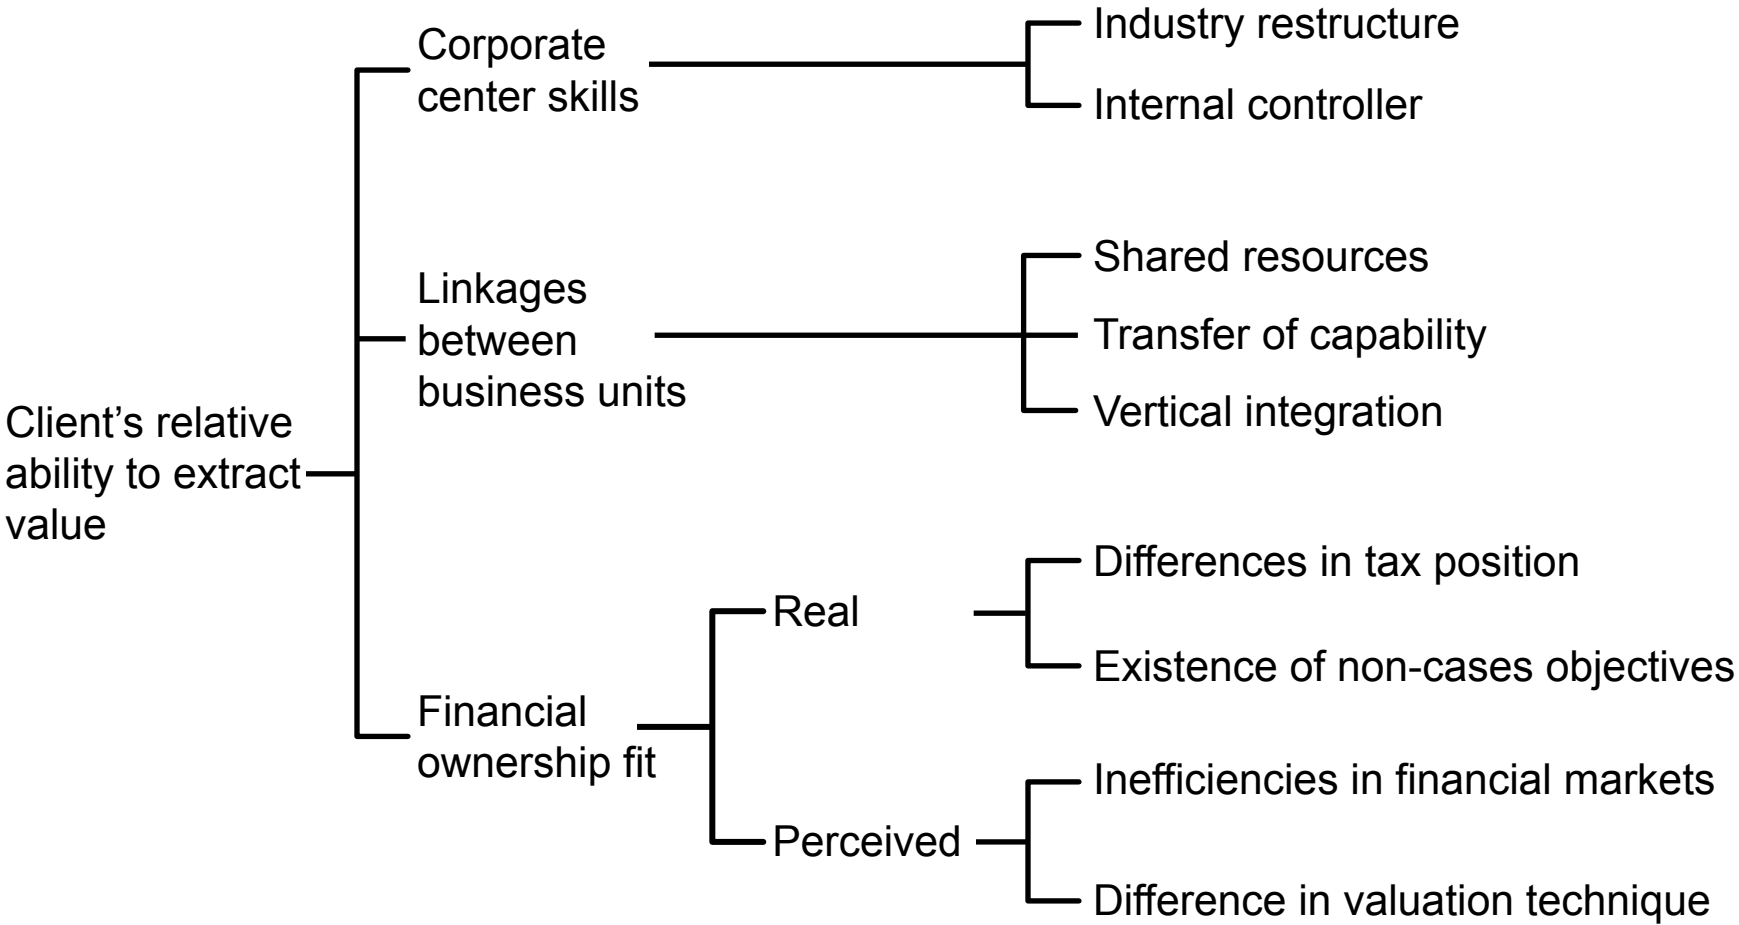 Client’s relative
ability to extract
value
Corporate
center skills
Industry restructure
Internal controller
Linkages
between
business units
Shared resources
Transfer of capability
Vertical integration
Financial
ownership fit
Real
Differences in tax position
Existence of non-cases objectives
Perceived
Inefficiencies in financial markets
Difference in valuation technique